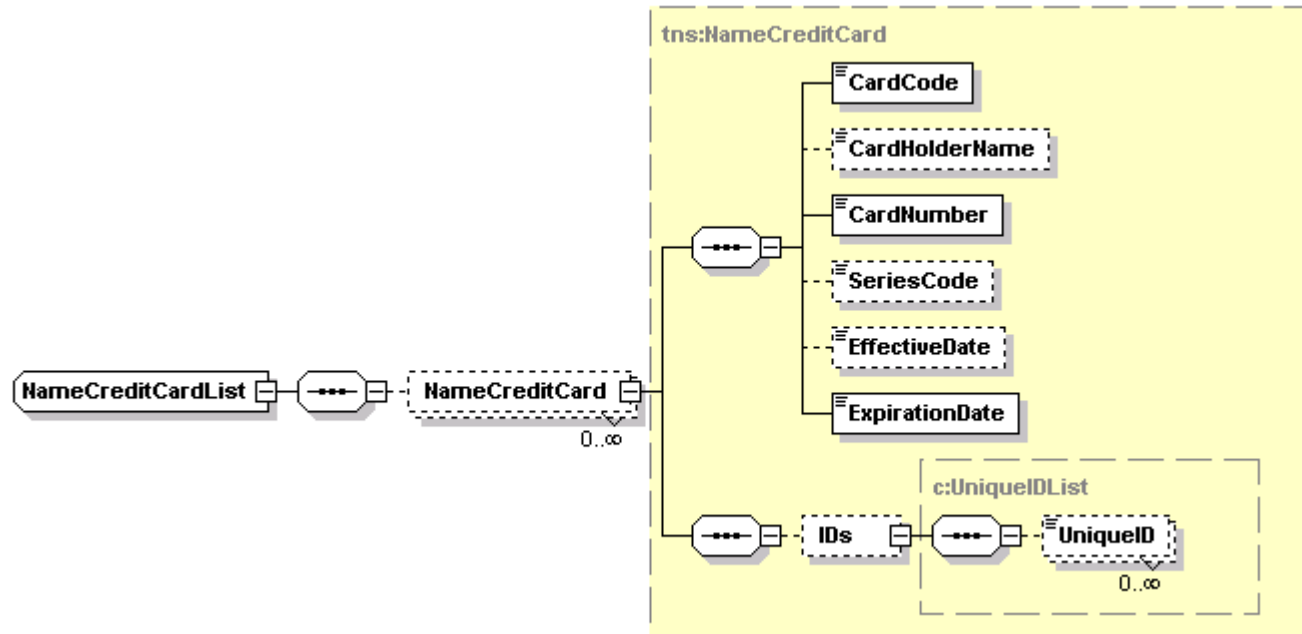 tns:NameCreditCard
CardCode
CardHolderName
CardNumber
SeriesCode
EffectiveDate
NameCreditCardList
NameCreditCard
0..∞
ExpirationDate
c:UniqueIDList
IDs
UniqueID
0..∞